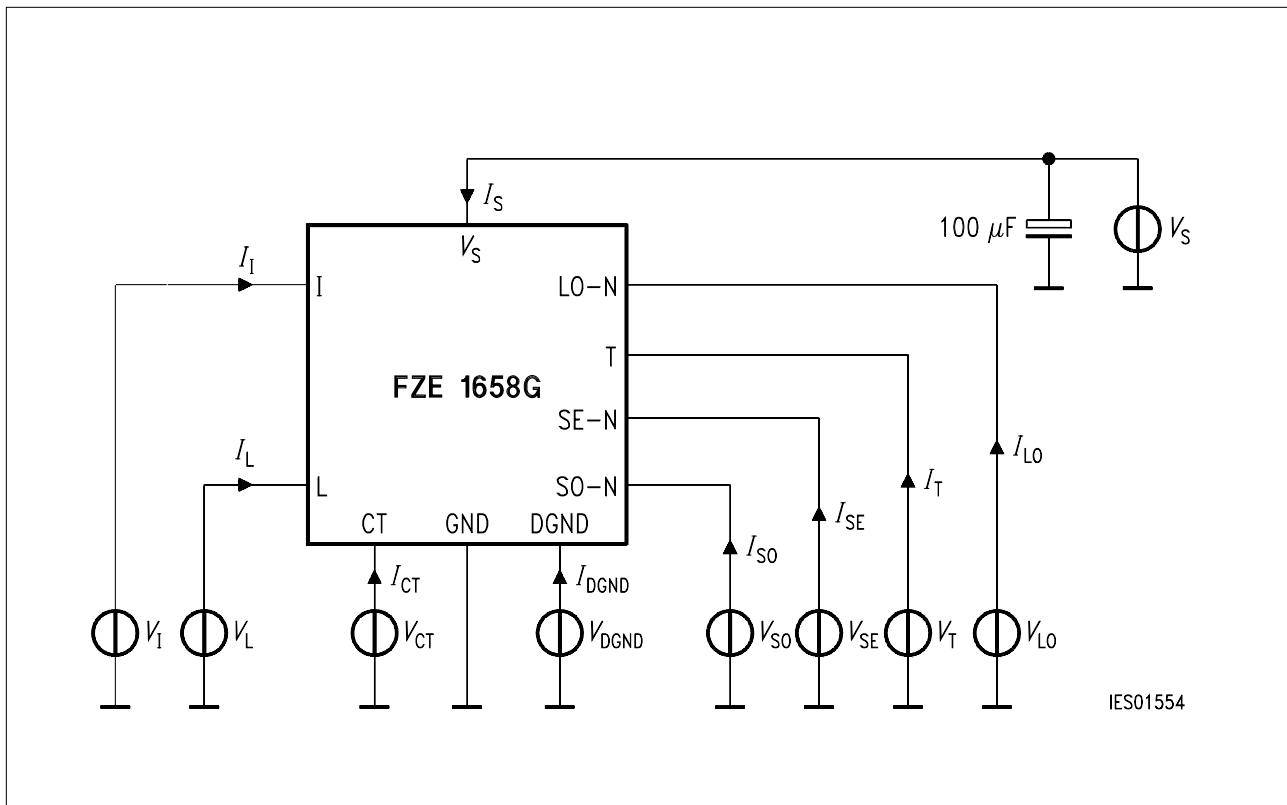 I_S
100 μF
V_S
V_S
I_I
I
LO-N
T
FZE 1658G
SE-N
I_L
I_LO
L
SO-N
I_T
CT
GND
DGND
I_SE
I_SO
I_CT
I_DGND
V_I
V_L
V_CT
V_DGND
V_SO
V_SE
V_T
V_LO
IES01554